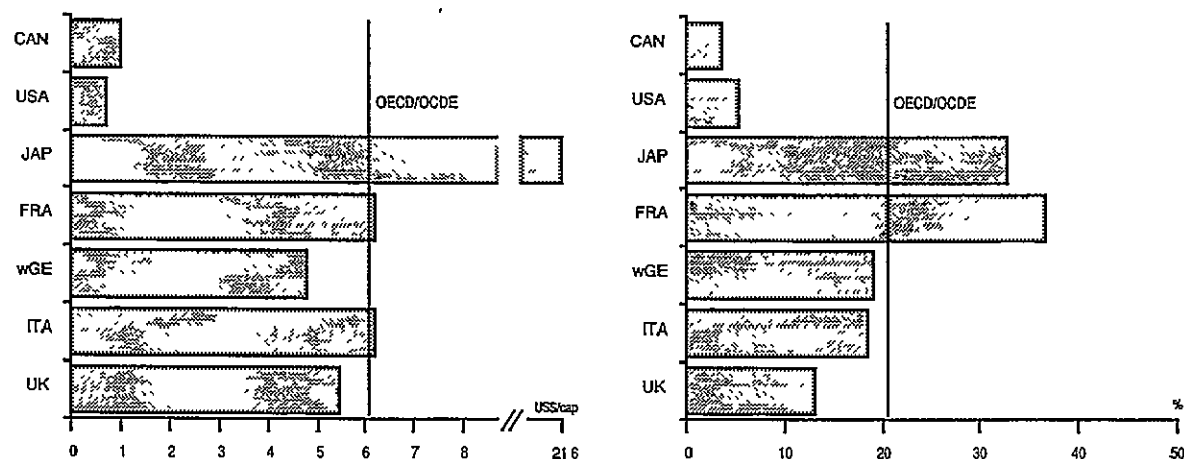 CAN
USA
OECD/OCDE
JAP
FRA
wGE
ITA
UK
US$/cap
0 1 2 3 4 5 6 7 8 // 21 6
CAN
USA
OECD/OCDE
JAP
FRA
wGE
ITA
UK
%
0 10 20 30 40 50